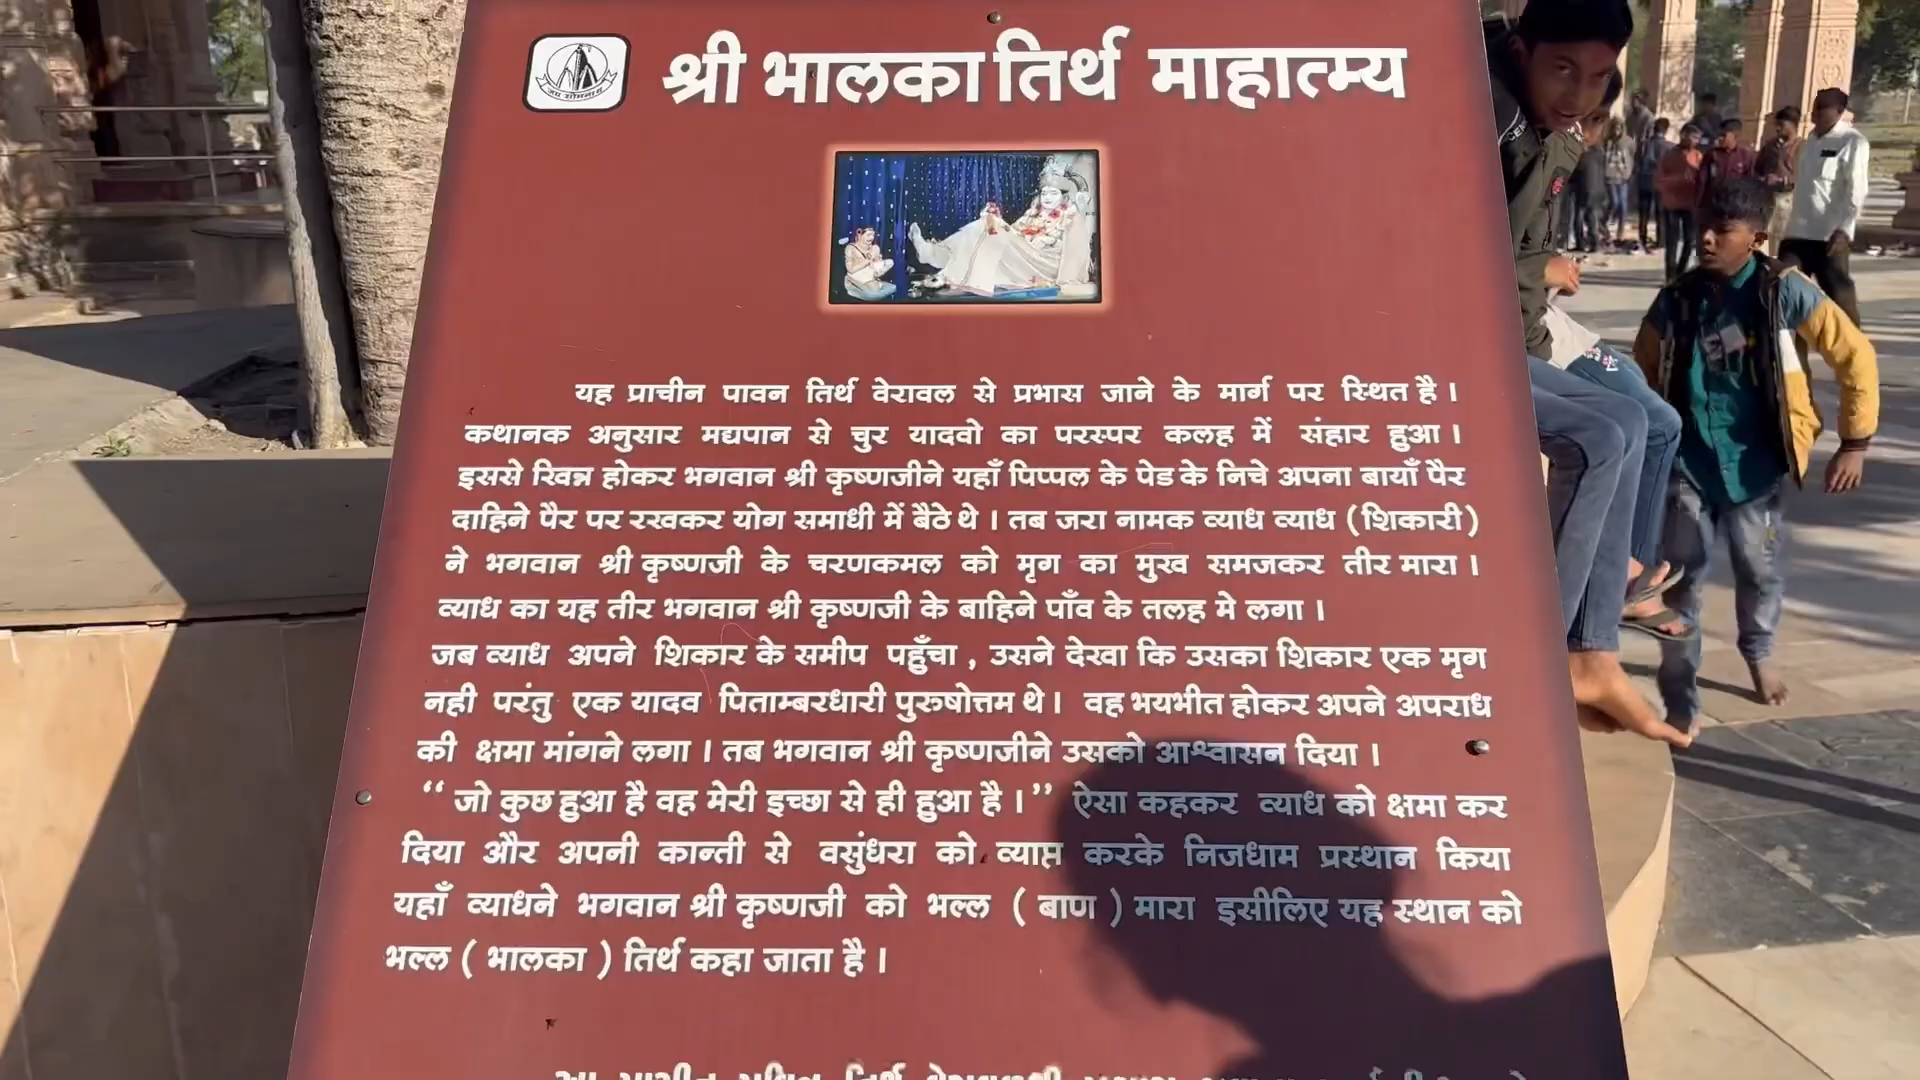 जय सोमनाथ
श्री भालका तिर्थ माहात्म्य
यह प्राचीन पावन तिर्थ वेरावल से प्रभास जाने के मार्ग पर स्थित है ।
कथानक अनुसार मद्यपान से चुर यादवो का परस्पर कलह में संहार हुआ ।
इससे खिन्न होकर भगवान श्री कृष्णजीने यहाँ पिप्पल के पेड के निचे अपना बायाँ पैर
दाहिने पैर पर रखकर योग समाधी में बैठे थे । तब जरा नामक व्याध व्याध (शिकारी)
ने भगवान श्री कृष्णजी के चरणकमल को मृग का मुख समजकर तीर मारा ।
व्याध का यह तीर भगवान श्री कृष्णजी के बाहिने पाँव के तलह मे लगा ।
जब व्याध अपने शिकार के समीप पहुँचा , उसने देखा कि उसका शिकार एक मृग
नही परंतु एक यादव पिताम्बरधारी पुरुषोत्तम थे । वह भयभीत होकर अपने अपराध
की क्षमा मांगने लगा । तब भगवान श्री कृष्णजीने उसको आश्वासन दिया ।
“ जो कुछ हुआ है वह मेरी इच्छा से ही हुआ है ।” ऐसा कहकर व्याध को क्षमा कर
दिया और अपनी कान्ती से वसुंधरा को व्याप्त करके निजधाम प्रस्थान किया
यहाँ व्याधने भगवान श्री कृष्णजी को भल्ल ( बाण ) मारा इसीलिए यह स्थान को
भल्ल ( भालका ) तिर्थ कहा जाता है ।